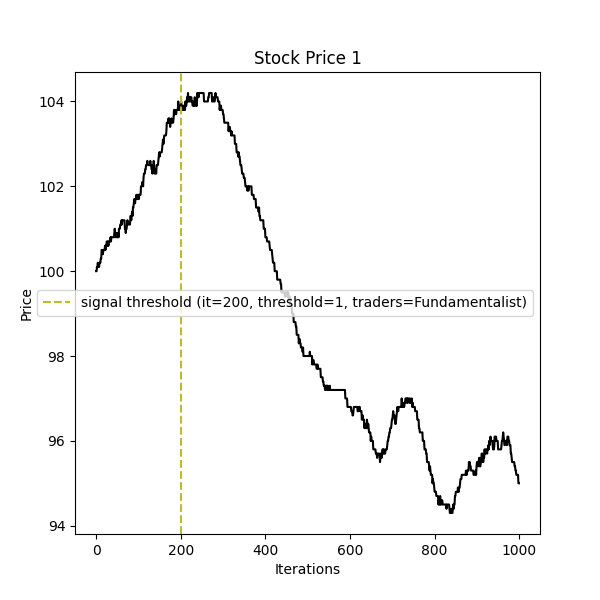 Stock Price 1
104
102
100
98
96
94
Price
signal threshold (it=200, threshold=1, traders=Fundamentalist)
0 200 400 600 800 1000
Iterations